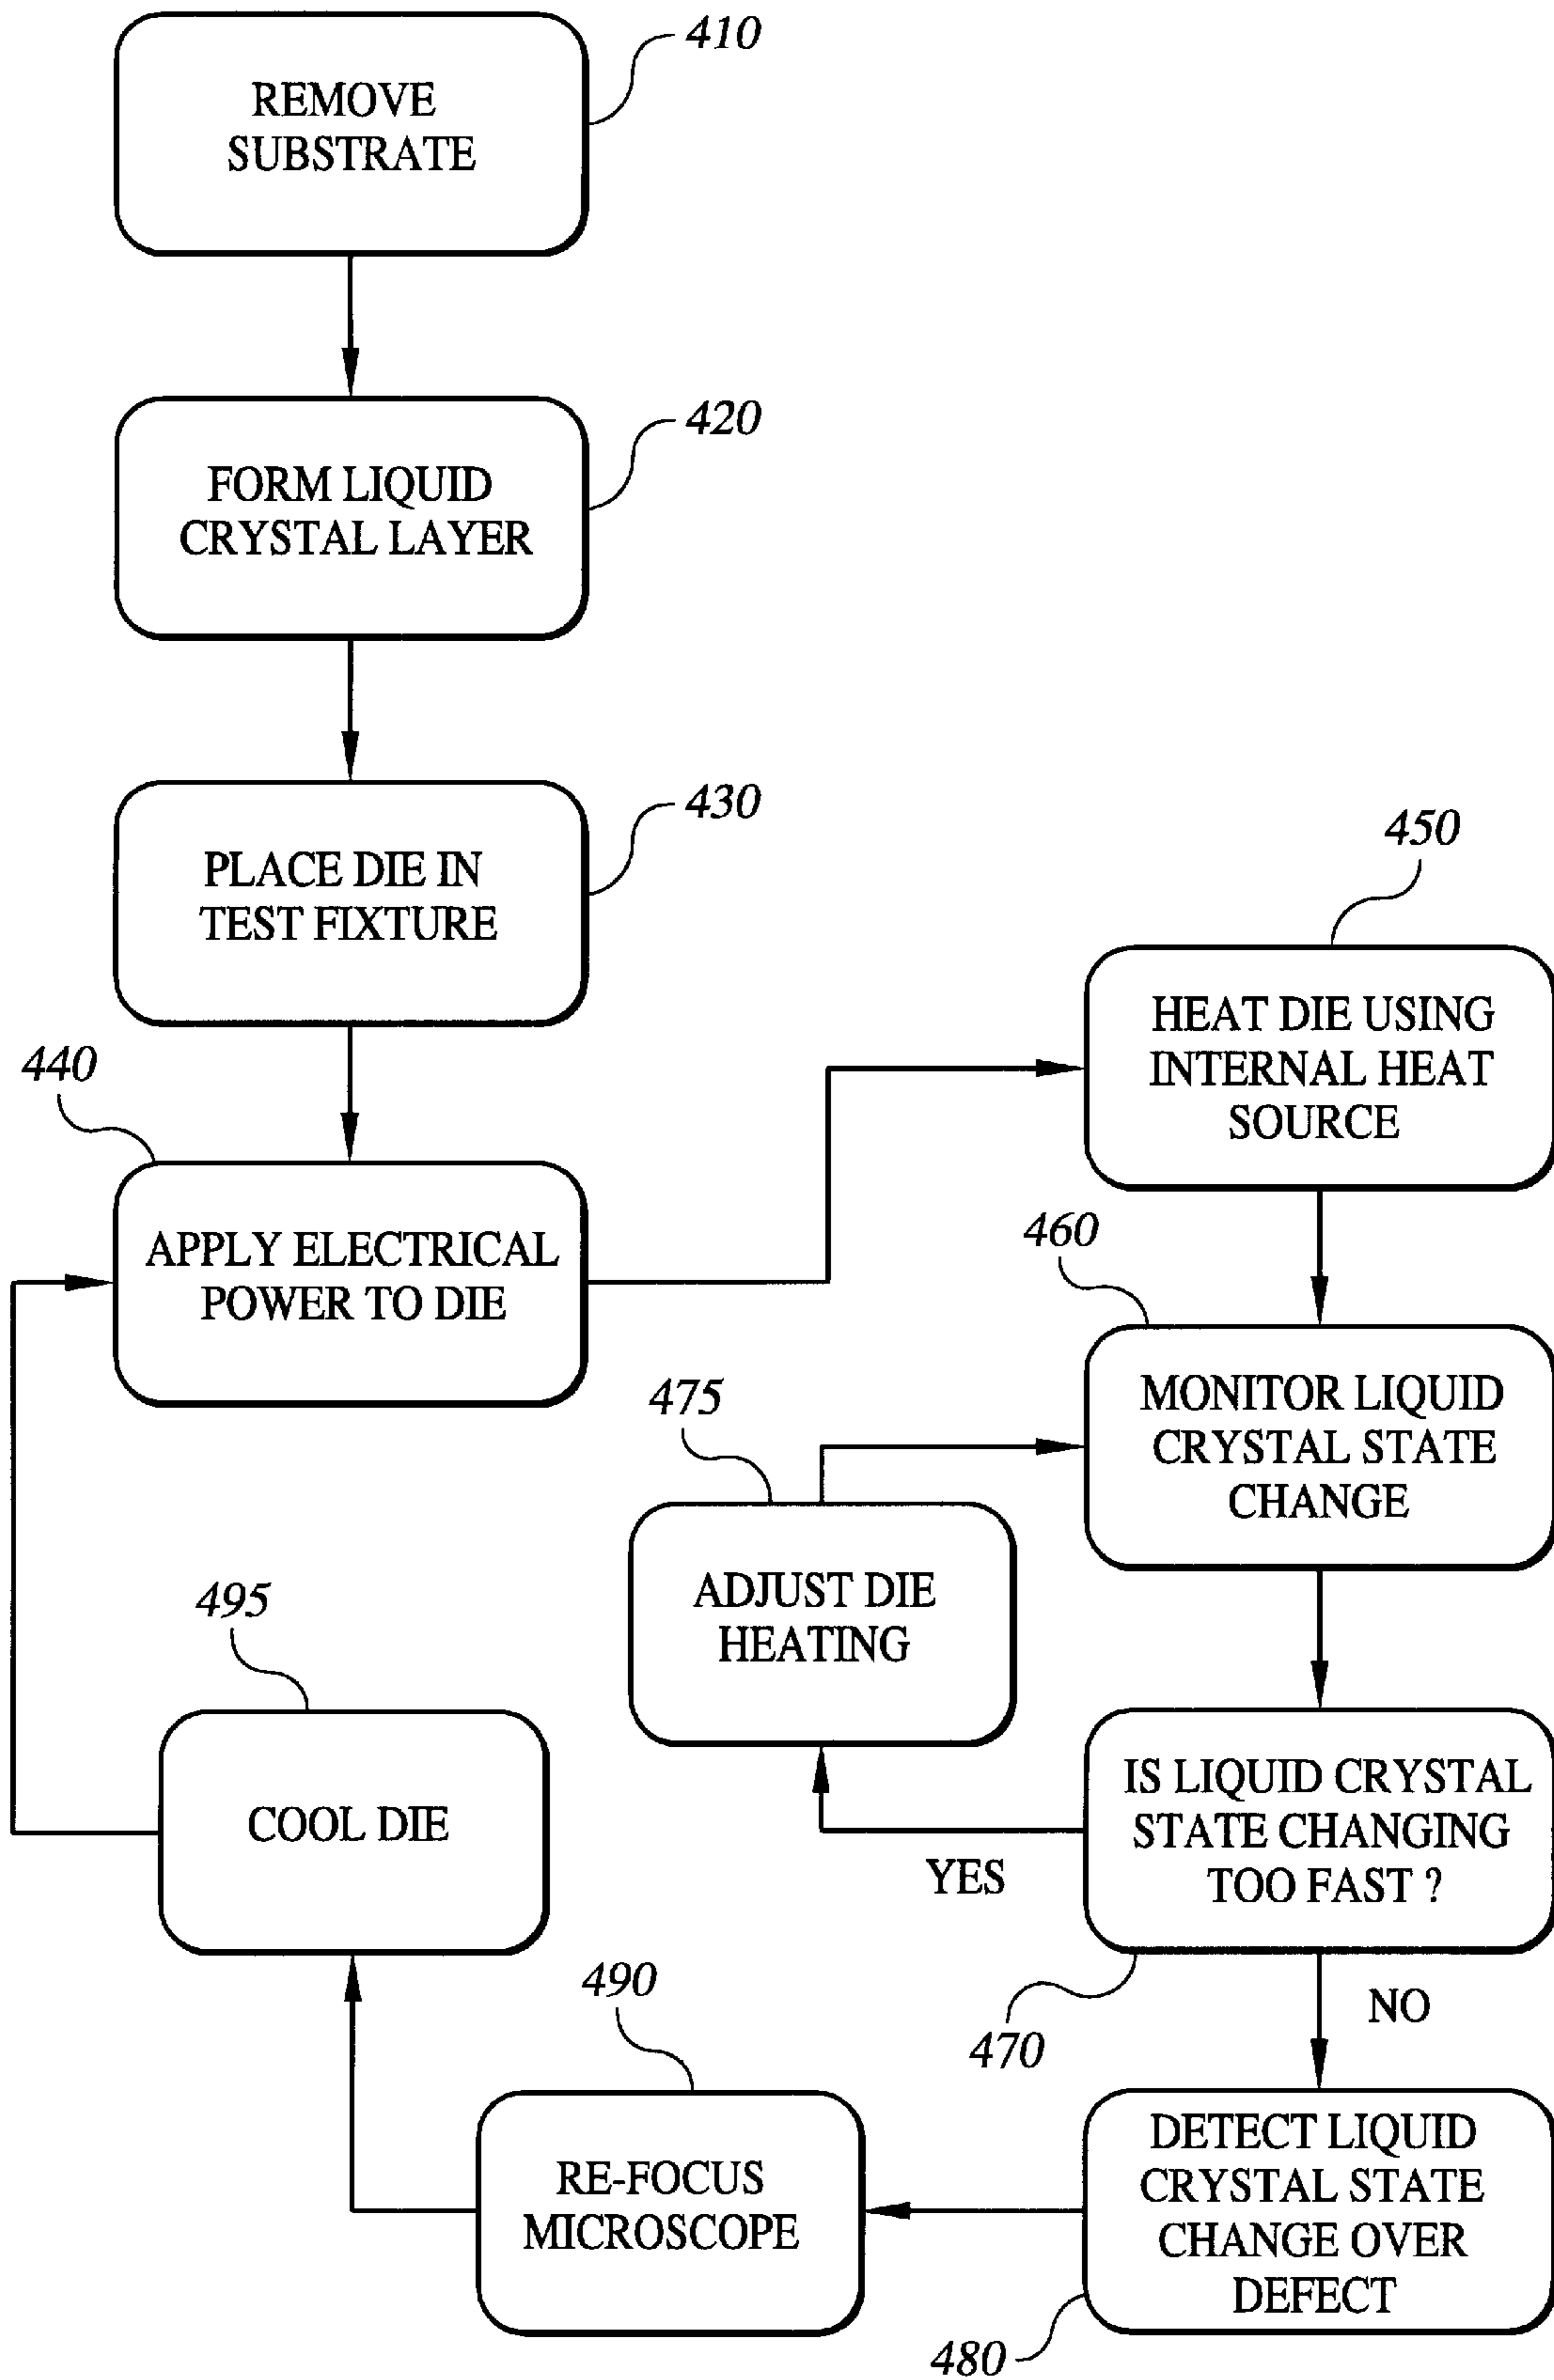 410
REMOVE
SUBSTRATE
420
FORM LIQUID
CRYSTAL LAYER
430
PLACE DIE IN
TEST FIXTURE
440
APPLY ELECTRICAL
POWER TO DIE
450
HEAT DIE USING
INTERNAL HEAT
SOURCE
460
MONITOR LIQUID
CRYSTAL STATE
CHANGE
475
ADJUST DIE
HEATING
IS LIQUID CRYSTAL
STATE CHANGING
TOO FAST ?
470
YES
NO
DETECT LIQUID
CRYSTAL STATE
CHANGE OVER
DEFECT
480
490
RE-FOCUS
MICROSCOPE
495
COOL DIE